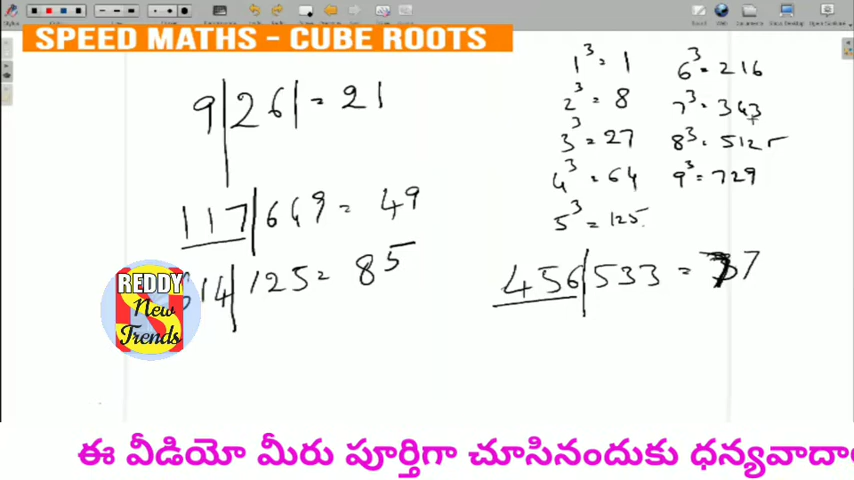 SPEED MATHS - CUBE ROOTS
9|26|= 21
117|649 = 49
614|125= 85
1³ = 1
2³ = 8
3³ = 27
4³ = 64
5³ = 125
6³ = 216
7³ = 343
8³ = 512
9³ = 729
456|533 = 77
REDDY
New
Trends
ఈ వీడియో మీరు పూర్తిగా చూసినందుకు ధన్యవాదా